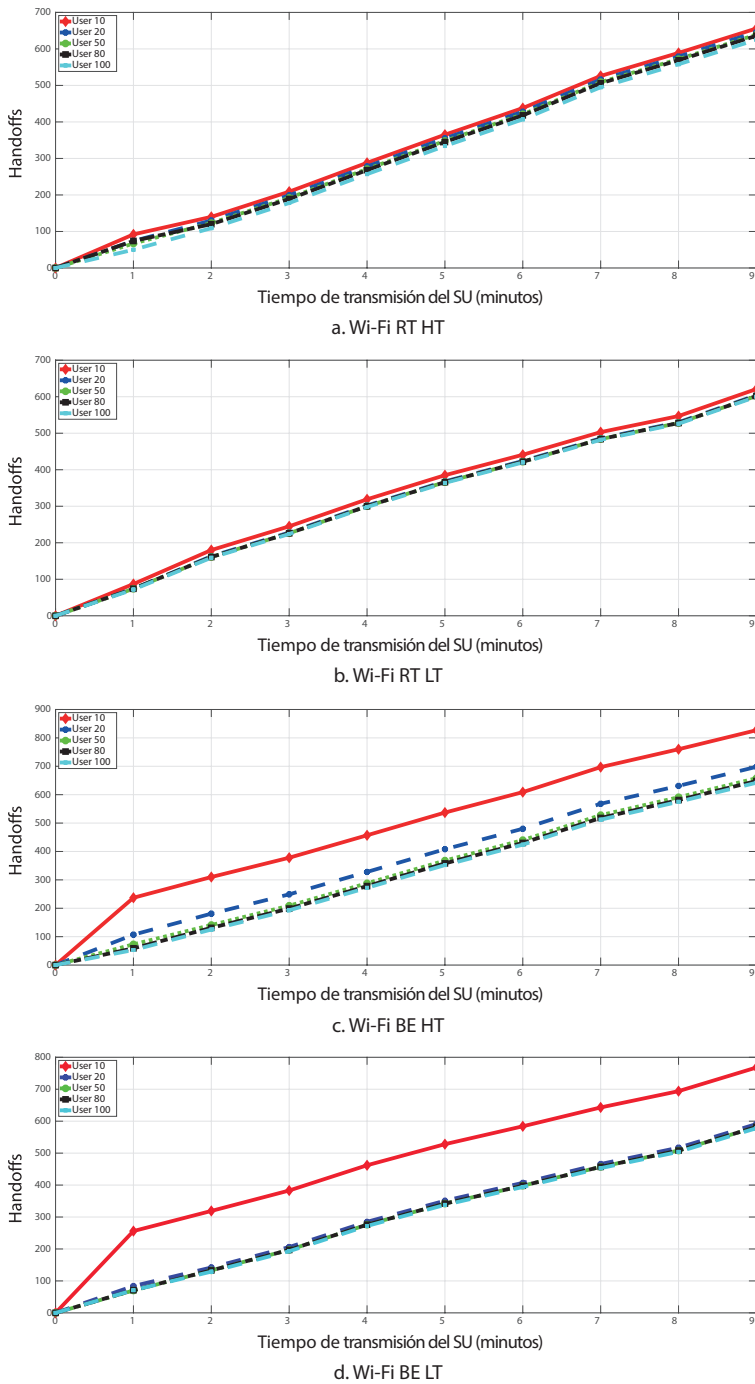 700
600
500
400
300
200
100
0
User 10
User 20
User 50
User 80
User 100
Handoffs
0 1 2 3 4 5 6 7 8 9
Tiempo de transmisión del SU (minutos)
a. Wi-Fi RT HT
700
600
500
400
300
200
100
0
User 10
User 20
User 50
User 80
User 100
Handoffs
0 1 2 3 4 5 6 7 8 9
Tiempo de transmisión del SU (minutos)
b. Wi-Fi RT LT
900
800
700
600
500
400
300
200
100
0
User 10
User 20
User 50
User 80
User 100
Handoffs
0 1 2 3 4 5 6 7 8 9
Tiempo de transmisión del SU (minutos)
c. Wi-Fi BE HT
800
700
600
500
400
300
200
100
0
User 10
User 20
User 50
User 80
User 100
Handoffs
0 1 2 3 4 5 6 7 8 9
Tiempo de transmisión del SU (minutos)
d. Wi-Fi BE LT